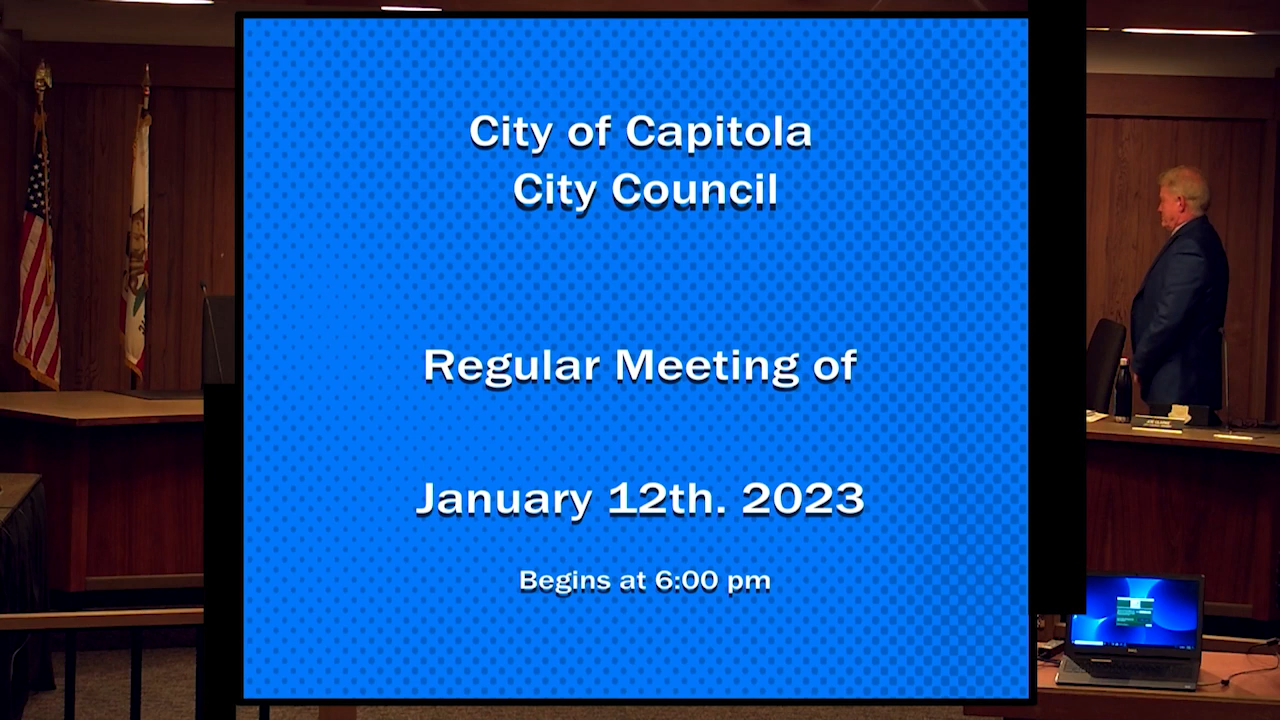 City of Capitola
City Council
Regular Meeting of
January 12th. 2023
Begins at 6:00 pm